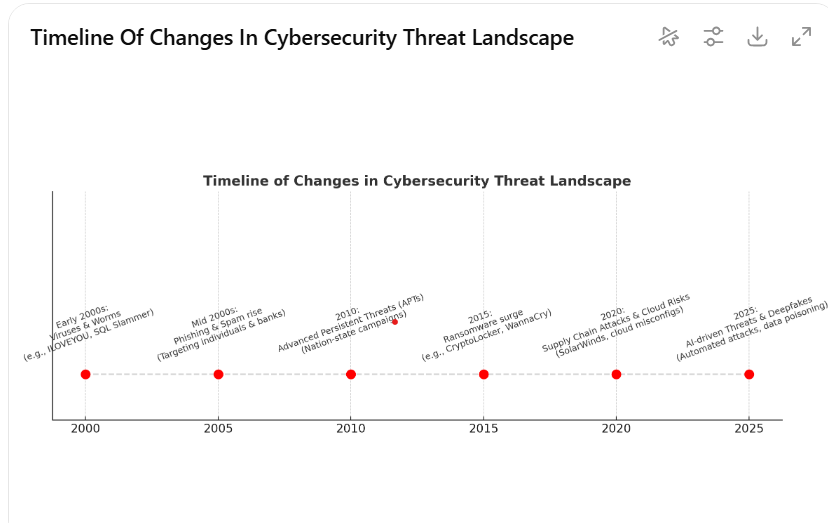 Timeline Of Changes In Cybersecurity Threat Landscape
Timeline of Changes in Cybersecurity Threat Landscape
Early 2000s:
Viruses & Worms
(e.g., ILOVEYOU, SQL Slammer)
Mid 2000s:
Phishing & Spam rise
(Targeting individuals & banks)
2010:
Advanced Persistent Threats (APTs)
(Nation-state campaigns)
2015:
Ransomware surge
(e.g., CryptoLocker, WannaCry)
2020:
Supply Chain Attacks & Cloud Risks
(SolarWinds, cloud misconfigs)
2025:
AI-driven Threats & Deepfakes
(Automated attacks, data poisoning)
2000 2005 2010 2015 2020 2025